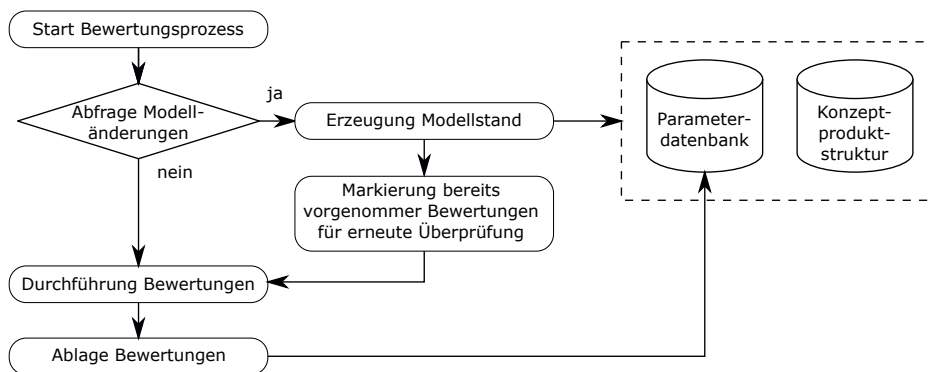 Start Bewertungsprozess
Abfrage Modell-
änderungen
ja
nein
Erzeugung Modellstand
Markierung bereits
vorgenommer Bewertungen
für erneute Überprüfung
Parameter-
datenbank
Konzept-
produkt-
struktur
Durchführung Bewertungen
Ablage Bewertungen